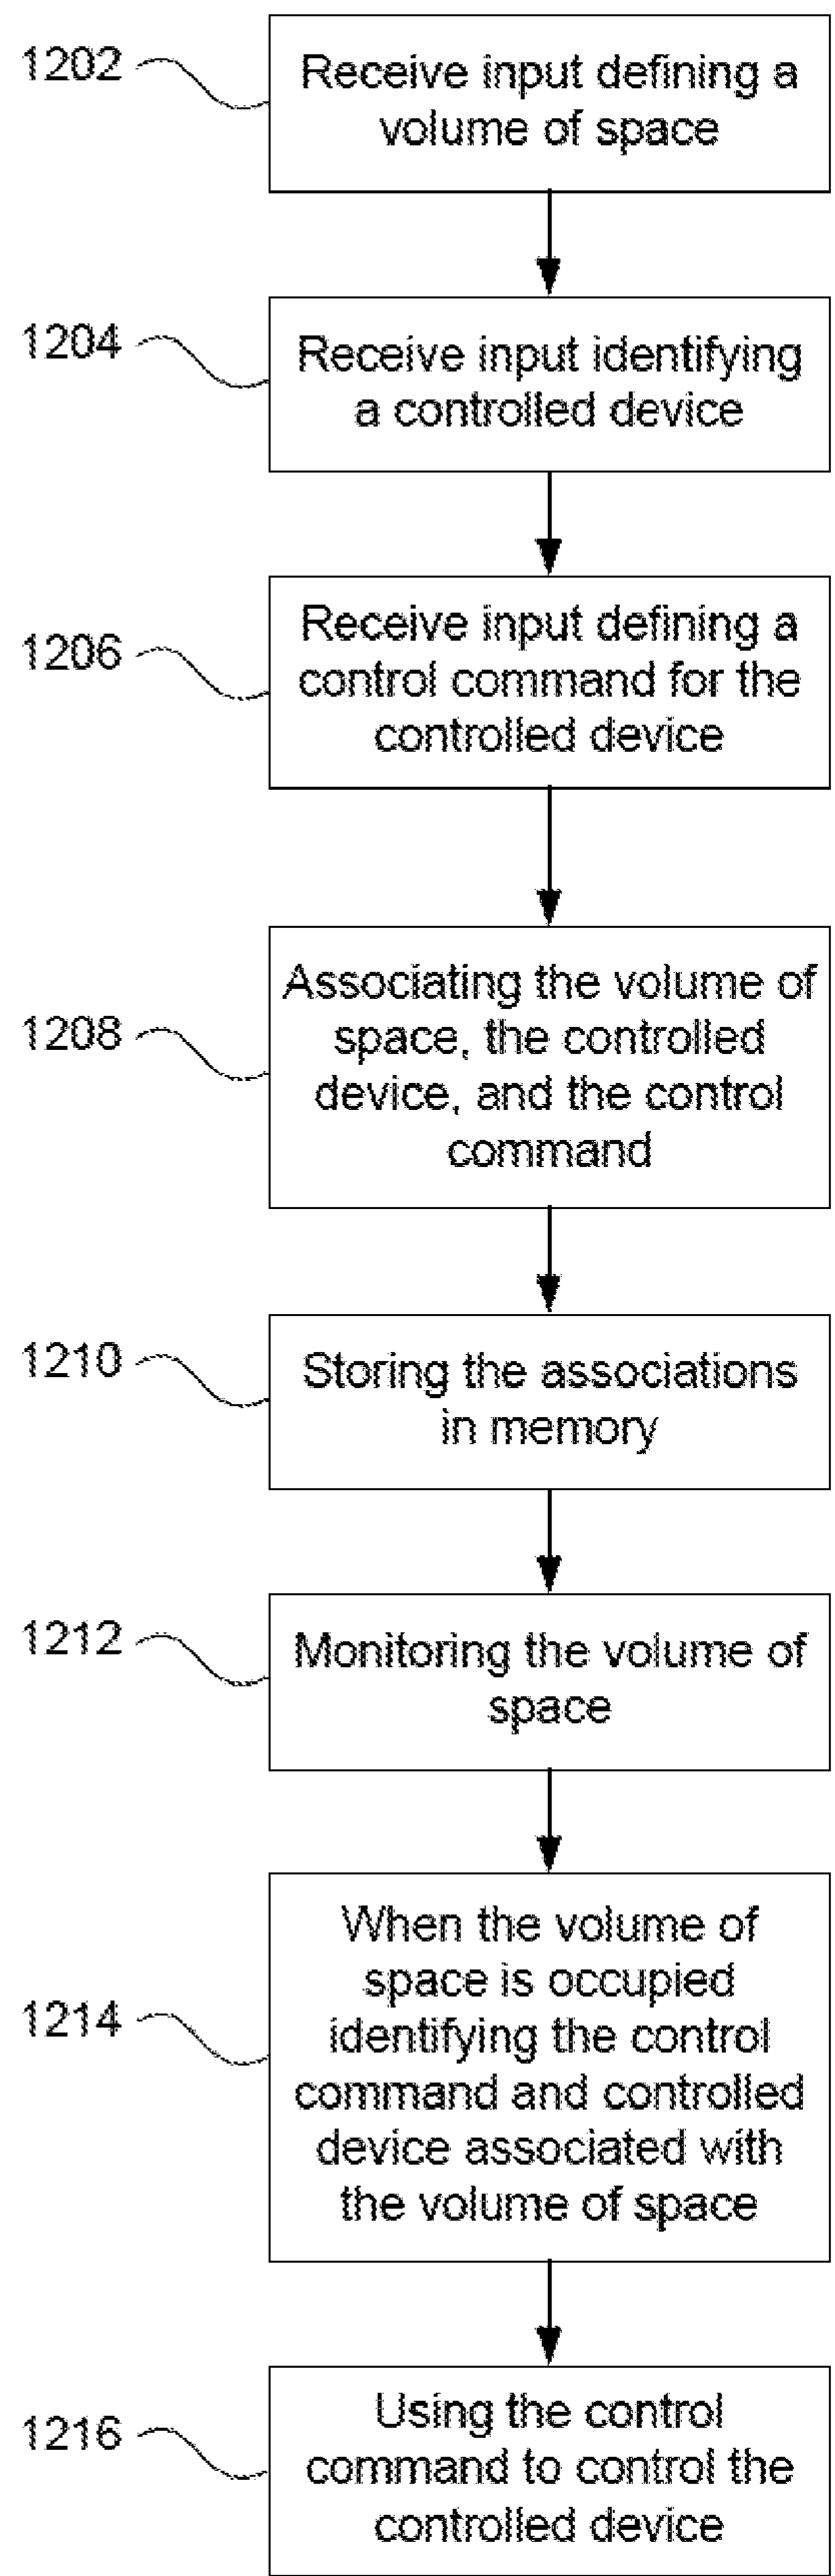 1202
Receive input defining a
volume of space
1204
Receive input identifying
a controlled device
1206
Receive input defining a
control command for the
controlled device
1208
Associating the volume of
space, the controlled
device, and the control
command
1210
Storing the associations
in memory
1212
Monitoring the volume of
space
1214
When the volume of
space is occupied
identifying the control
command and controlled
device associated with
the volume of space
1216
Using the control
command to control the
controlled device